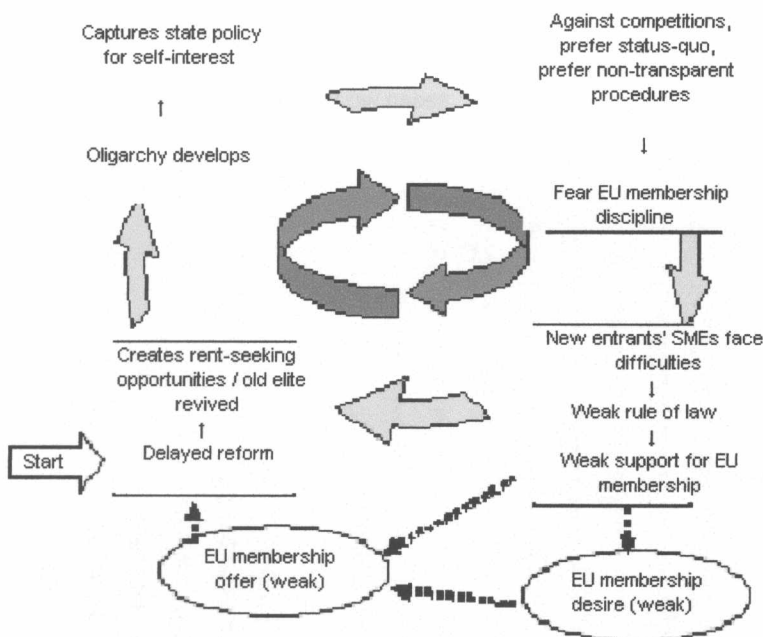 Captures state policy
for self-interest
↑
Oligarchy develops
Against competitions,
prefer status-quo,
prefer non-transparent
procedures
↓
Fear EU membership
discipline
New entrants' SMEs face
difficulties
↓
Weak rule of law
↓
Weak support for EU
membership
Creates rent-seeking
opportunities / old elite
revived
↑
Delayed reform
Start
EU membership
offer (weak)
EU membership
desire (weak)